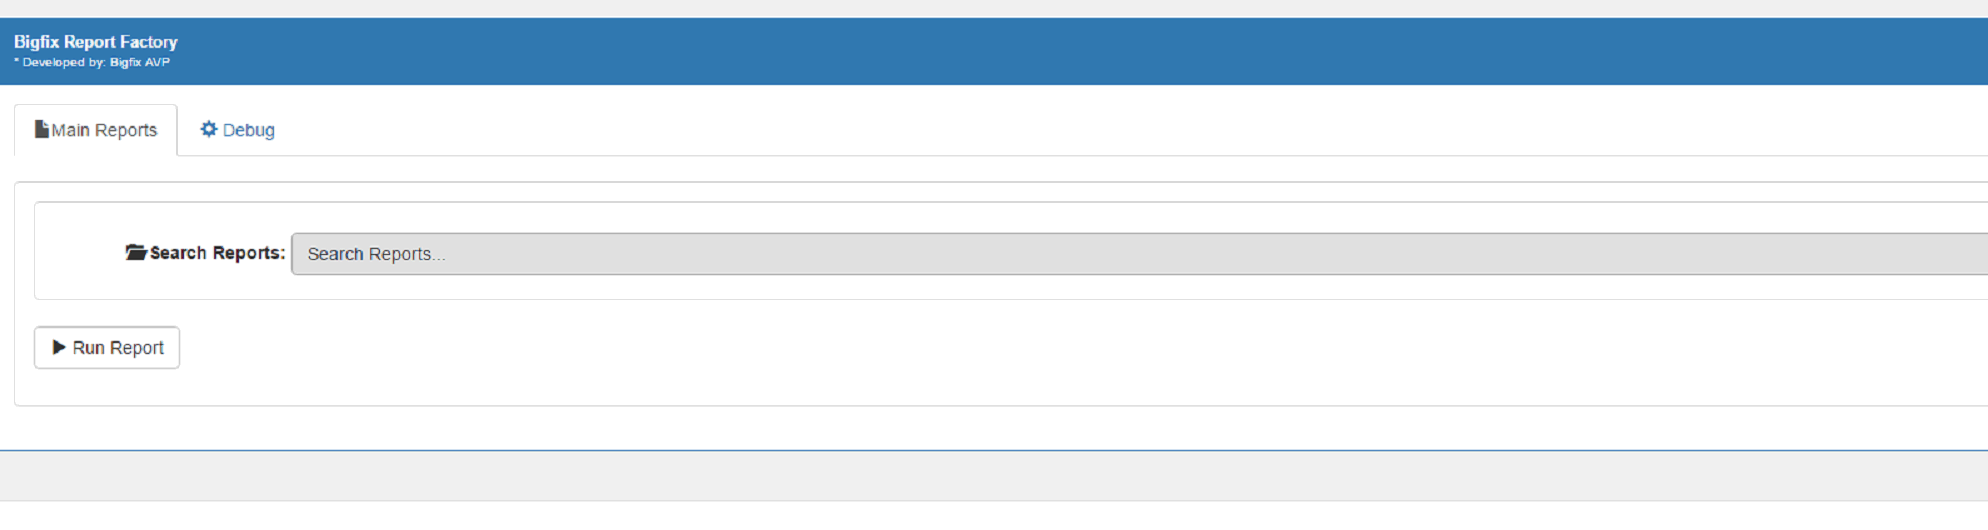 Bigfix Report Factory
* Developed by: Bigfix AVP
Main Reports
Debug
Search Reports: Search Reports...
Run Report